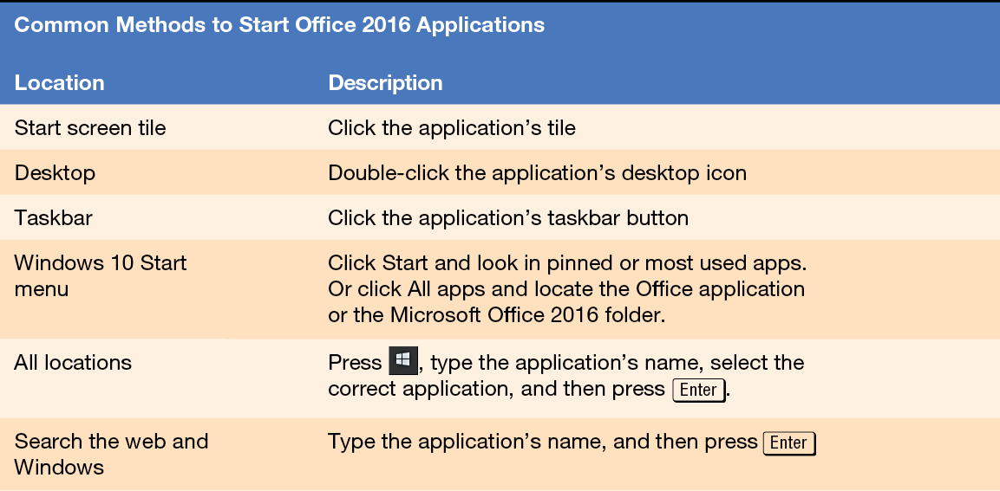 Common Methods to Start Office 2016 Applications
Location Description
Start screen tile Click the application’s tile
Desktop Double-click the application’s desktop icon
Taskbar Click the application’s taskbar button
Windows 10 Start
menu
Click Start and look in pinned or most used apps.
Or click All apps and locate the Office application
or the Microsoft Office 2016 folder.
All locations
Press , type the application’s name, select the
correct application, and then press Enter.
Search the web and
Windows
Type the application’s name, and then press Enter